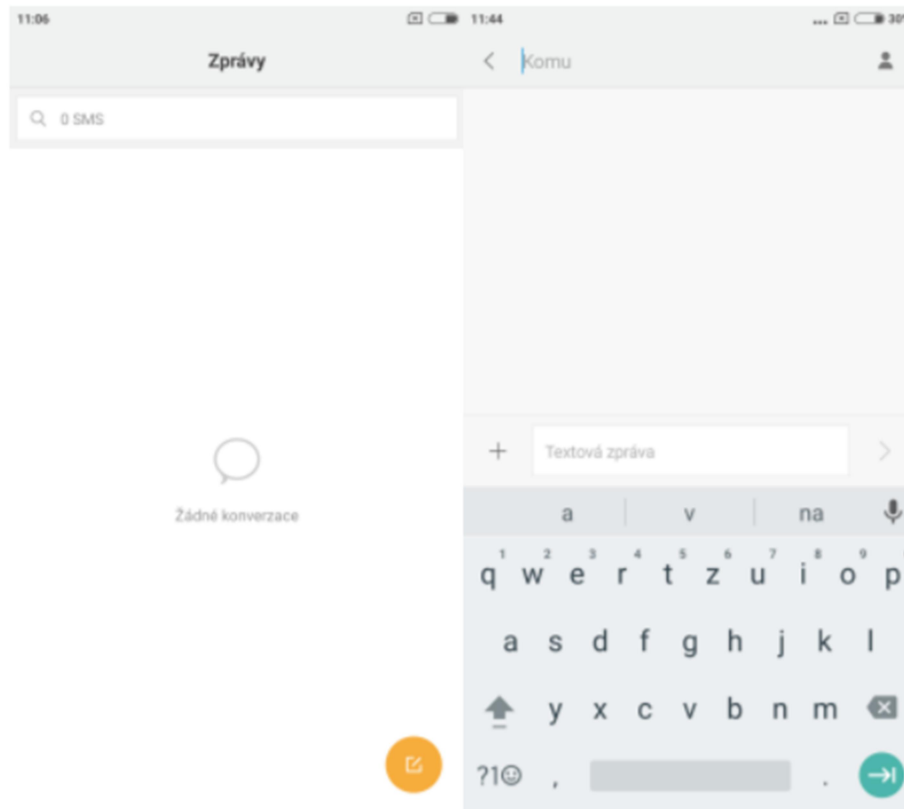 11:06
Zprávy
0 SMS
Žádné konverzace
11:44
30%
Komu
Textová zpráva
a v na
1 2 3 4 5 6 7 8 9
q w e r t z u i o p
a s d f g h j k l
y x c v b n m
?1☺ , .